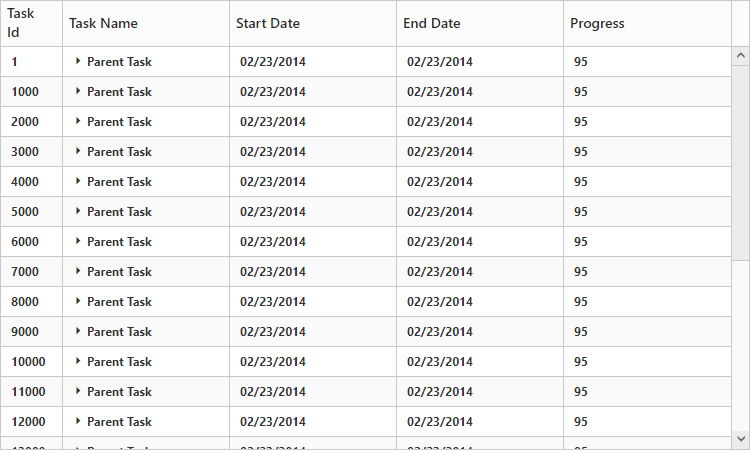 Task Id Task Name Start Date End Date Progress
1 Parent Task 02/23/2014 02/23/2014 95
1000 Parent Task 02/23/2014 02/23/2014 95
2000 Parent Task 02/23/2014 02/23/2014 95
3000 Parent Task 02/23/2014 02/23/2014 95
4000 Parent Task 02/23/2014 02/23/2014 95
5000 Parent Task 02/23/2014 02/23/2014 95
6000 Parent Task 02/23/2014 02/23/2014 95
7000 Parent Task 02/23/2014 02/23/2014 95
8000 Parent Task 02/23/2014 02/23/2014 95
9000 Parent Task 02/23/2014 02/23/2014 95
10000 Parent Task 02/23/2014 02/23/2014 95
11000 Parent Task 02/23/2014 02/23/2014 95
12000 Parent Task 02/23/2014 02/23/2014 95